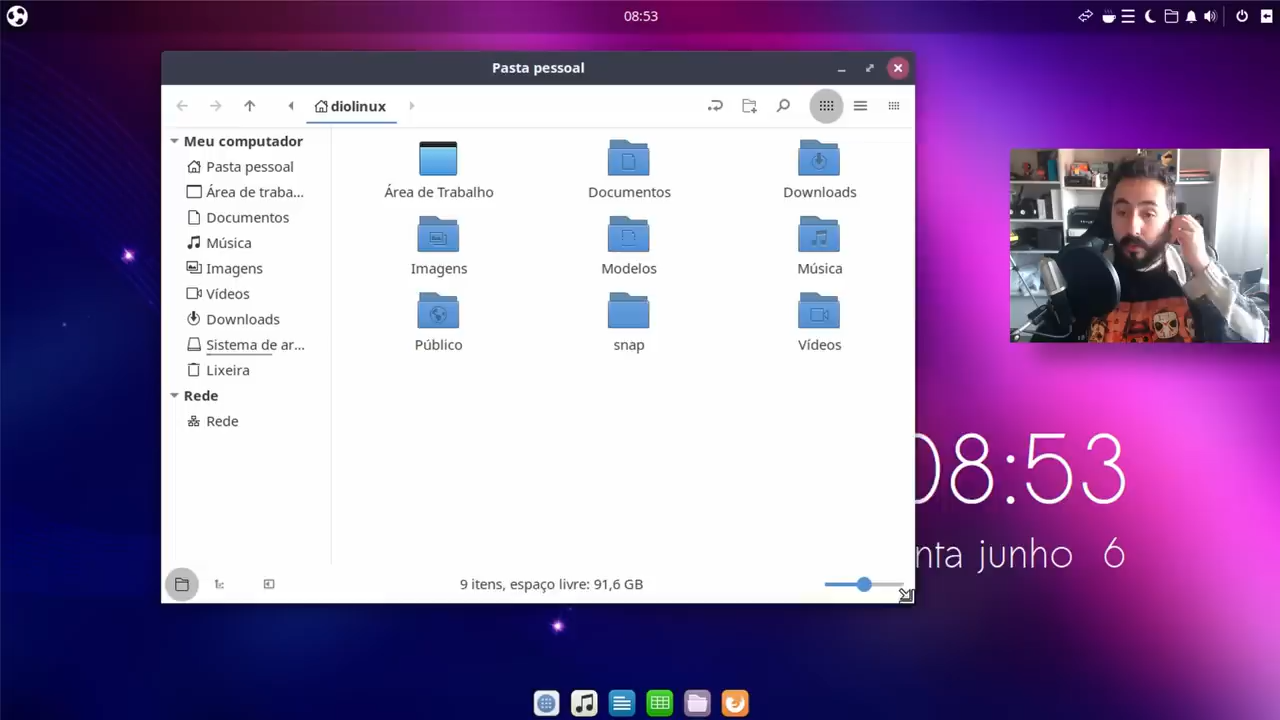 08:53
Pasta pessoal
diolinux
Meu computador
Pasta pessoal
Área de traba...
Documentos
Música
Imagens
Vídeos
Downloads
Sistema de ar...
Lixeira
Rede
Rede
Área de Trabalho
Documentos
Downloads
Imagens
Modelos
Música
Público
snap
Vídeos
9 itens, espaço livre: 91,6 GB
08:53
nta junho 6